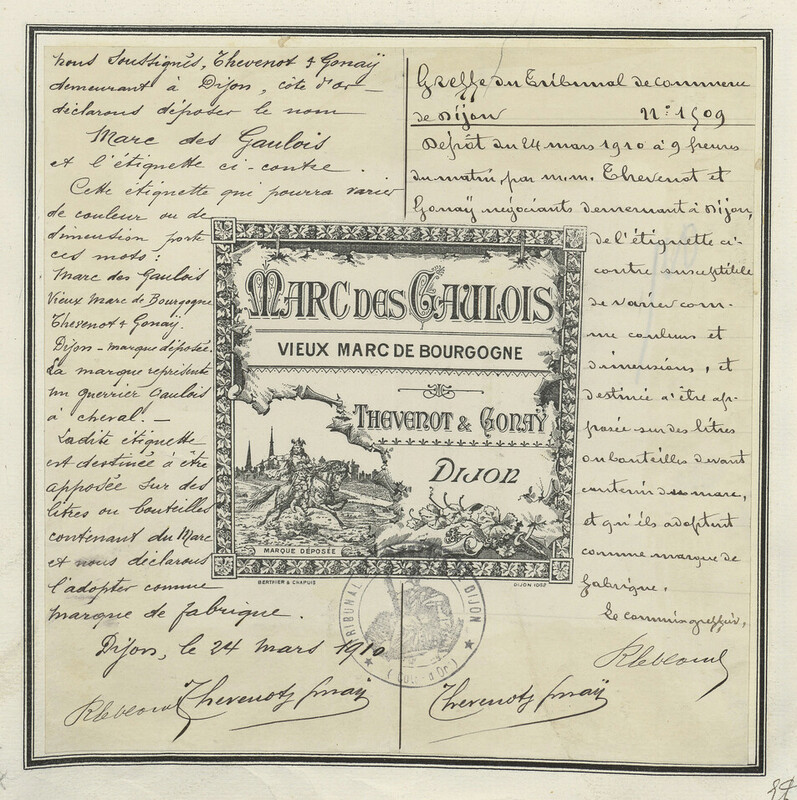 nous soussignés, Thevenot & Gonaÿ
demeurant à Dijon, côte d'or
déclarons déposer le nom
Marc des Gaulois
et l'étiquette ci-contre.
Cette étiquette qui pourra varier
de couleur ou de
dimension porte
ces mots :
Marc des Gaulois
Vieux Marc de Bourgogne
Thevenot & Gonaÿ.
Dijon - marque déposée.
La marque représente
un guerrier Gaulois
à cheval. -
Ladite étiquette
est destinée à être
apposée sur des
litres ou bouteilles
contenant du Marc
et nous déclarons
l'adopter comme
marque de fabrique.
Dijon, le 24 mars 1910
Thevenot & Gonaÿ
MARC DES GAULOIS
VIEUX MARC DE BOURGOGNE
THEVENOT & GONAŸ
DIJON
MARQUE DÉPOSÉE
BERTHIER & CHAPUIS
DIJON 1002
TRIBUNAL DE DIJON
(Côte-d'Or)
Greffe du Tribunal de Commerce
de Dijon N° 1509
Dépôt du 24 mars 1910 à 9 heures
du matin, par m.m. Thevenot et
Gonaÿ négociants demeurant à Dijon,
de l'étiquette ci-
contre susceptible
de varier com-
me couleurs et
dimensions, et
destinée à être ap-
posée sur des litres
ou bouteilles devant
contenir du marc,
et qu'ils adoptent
comme marque de
fabrique.
Le commis greffier,
Thevenot & Gonaÿ